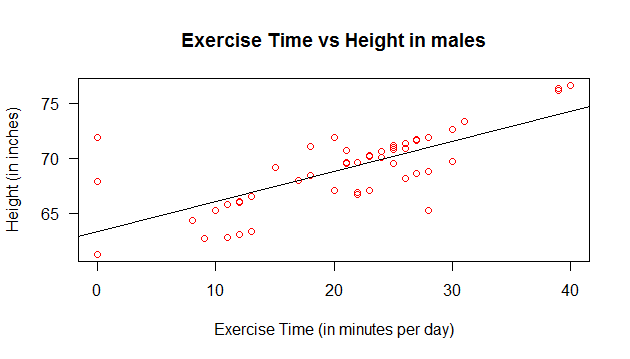 Exercise Time vs Height in males
Height (in inches)
75
70
65
0 10 20 30 40
Exercise Time (in minutes per day)